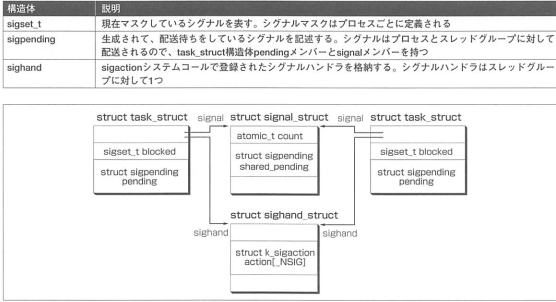 構造体 説明
sigset_t 現在マスクしているシグナルを表す。シグナルマスクはプロセスごとに定義される
sigpending 生成されて、配送待ちをしているシグナルを記述する。シグナルはプロセスとスレッドグループに対して
配送されるので、task_struct構造体pendingメンバーとsignalメンバーを持つ
sighand sigactionシステムコールで登録されたシグナルハンドラを格納する。シグナルハンドラはスレッドグルー
プに対して1つ
struct task_struct signal struct signal_struct signal struct task_struct
atomic_t count
sigset_t blocked struct sigpending sigset_t blocked
shared_pending
struct sigpending struct sigpending
pending pending
struct sighand_struct
sighand sighand
struct k_sigaction
action[_NSIG]